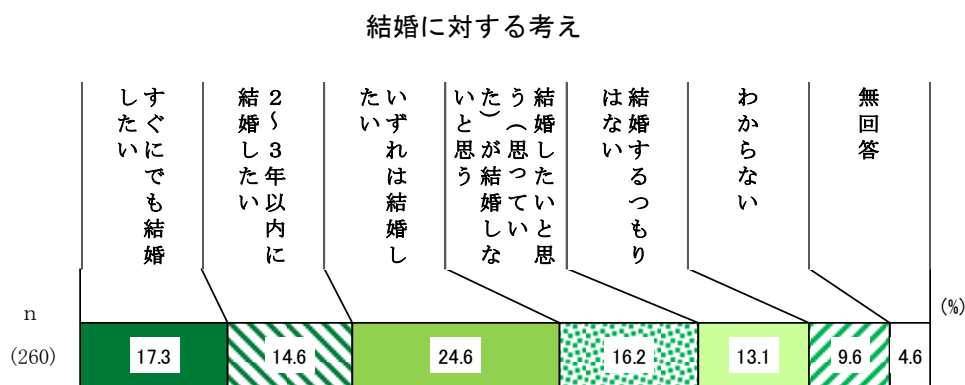 結婚に対する考え
すぐにでも結婚
したい
２～３年以内に
結婚したい
いずれは結婚し
たい
結婚したいと思
う（思ってい
た）が結婚しな
いと思う
結婚するつもり
はない
わからない
無回答
(%)
n
(260)
17.3
14.6
24.6
16.2
13.1
9.6
4.6